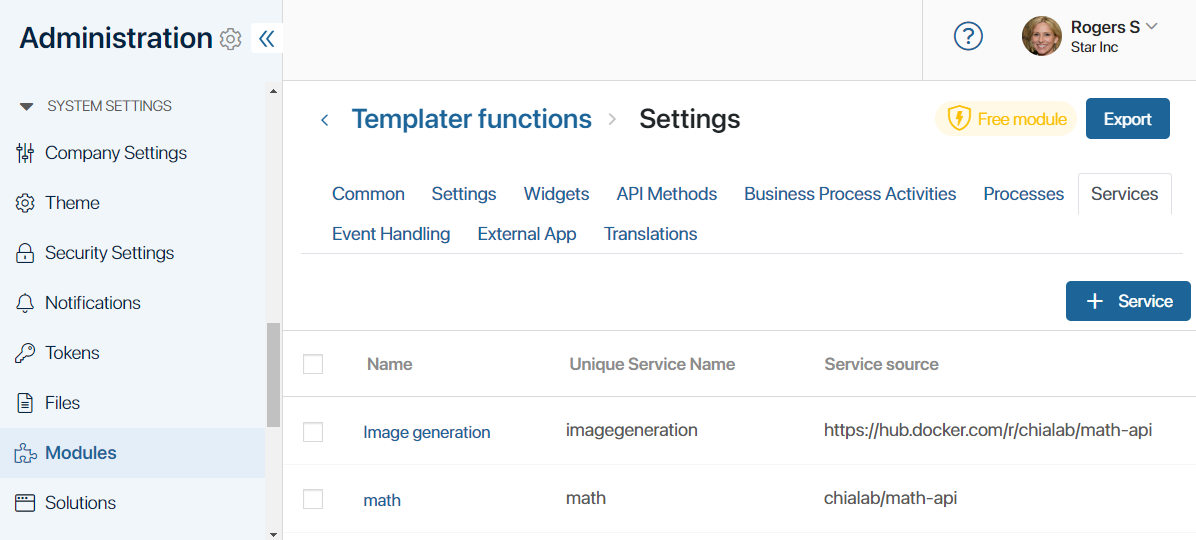 Administration
Rogers S
Star Inc
SYSTEM SETTINGS
Company Settings
Theme
Security Settings
Notifications
Tokens
Files
Modules
Solutions
Templater functions > Settings
Free module
Export
Common Settings Widgets API Methods Business Process Activities Processes Services
Event Handling External App Translations
+ Service
Name Unique Service Name Service source
Image generation imagegeneration https://hub.docker.com/r/chialab/math-api
math math chialab/math-api